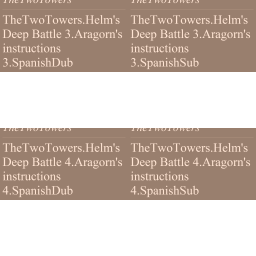 TheTwoTowers
TheTwoTowers
TheTwoTowers.Helm's
Deep Battle 3.Aragorn's
instructions
3.SpanishDub
TheTwoTowers.Helm's
Deep Battle 3.Aragorn's
instructions
3.SpanishSub
TheTwoTowers
TheTwoTowers
TheTwoTowers.Helm's
Deep Battle 4.Aragorn's
instructions
4.SpanishDub
TheTwoTowers.Helm's
Deep Battle 4.Aragorn's
instructions
4.SpanishSub